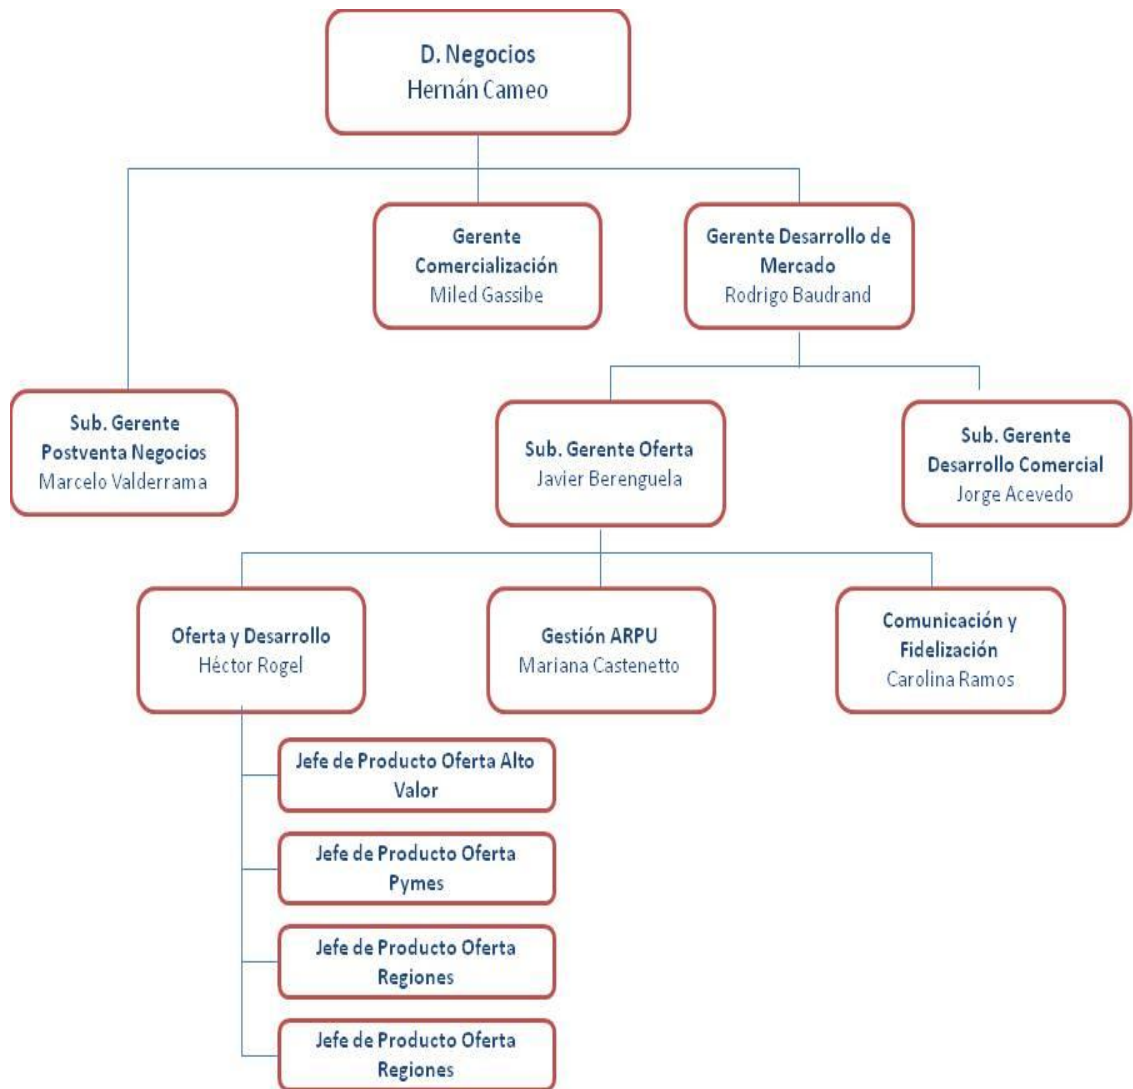 D. Negocios
Hernán Cameo
Gerente
Comercialización
Miled Gassibe
Gerente Desarrollo de
Mercado
Rodrigo Baudrand
Sub. Gerente
Postventa Negocios
Marcelo Valderrama
Sub. Gerente Oferta
Javier Berenguela
Sub. Gerente
Desarrollo Comercial
Jorge Acevedo
Oferta y Desarrollo
Héctor Rogel
Gestión ARPU
Mariana Castenetto
Comunicación y
Fidelización
Carolina Ramos
Jefe de Producto Oferta Alto
Valor
Jefe de Producto Oferta
Pymes
Jefe de Producto Oferta
Regiones
Jefe de Producto Oferta
Regiones